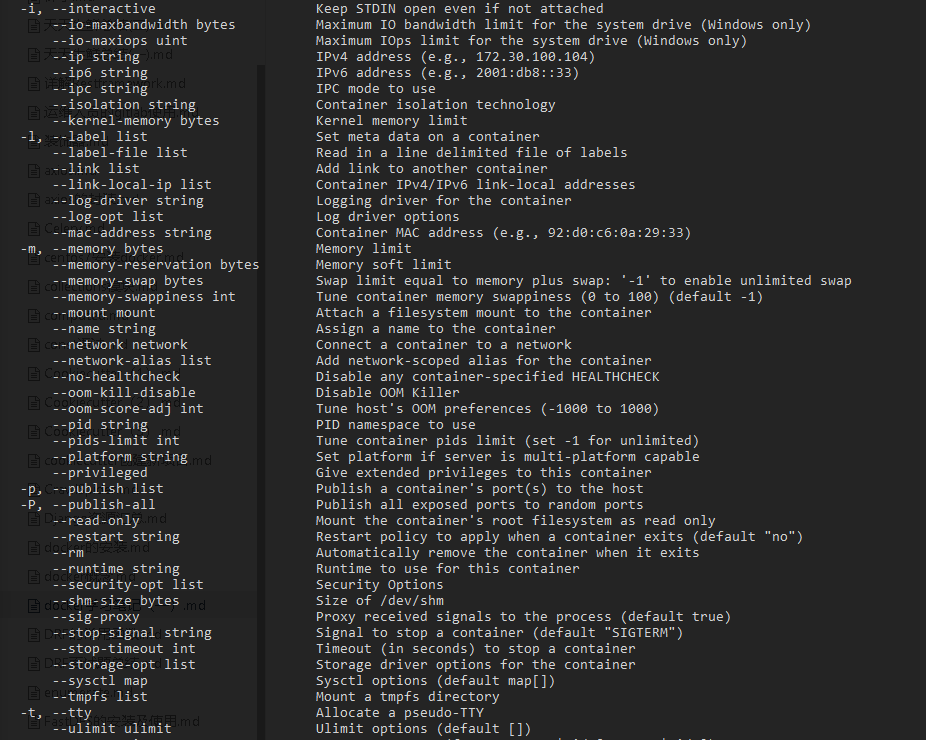 -i, --interactive Keep STDIN open even if not attached
--io-maxbandwidth bytes Maximum IO bandwidth limit for the system drive (Windows only)
--io-maxiops uint Maximum IOps limit for the system drive (Windows only)
--ip string IPv4 address (e.g., 172.30.100.104)
--ip6 string IPv6 address (e.g., 2001:db8::33)
--ipc string IPC mode to use
--isolation string Container isolation technology
--kernel-memory bytes Kernel memory limit
-l, --label list Set meta data on a container
--label-file list Read in a line delimited file of labels
--link list Add link to another container
--link-local-ip list Container IPv4/IPv6 link-local addresses
--log-driver string Logging driver for the container
--log-opt list Log driver options
--mac-address string Container MAC address (e.g., 92:d0:c6:0a:29:33)
-m, --memory bytes Memory limit
--memory-reservation bytes Memory soft limit
--memory-swap bytes Swap limit equal to memory plus swap: '-1' to enable unlimited swap
--memory-swappiness int Tune container memory swappiness (0 to 100) (default -1)
--mount mount Attach a filesystem mount to the container
--name string Assign a name to the container
--network network Connect a container to a network
--network-alias list Add network-scoped alias for the container
--no-healthcheck Disable any container-specified HEALTHCHECK
--oom-kill-disable Disable OOM Killer
--oom-score-adj int Tune host's OOM preferences (-1000 to 1000)
--pid string PID namespace to use
--pids-limit int Tune container pids limit (set -1 for unlimited)
--platform string Set platform if server is multi-platform capable
--privileged Give extended privileges to this container
-p, --publish list Publish a container's port(s) to the host
-P, --publish-all Publish all exposed ports to random ports
--read-only Mount the container's root filesystem as read only
--restart string Restart policy to apply when a container exits (default "no")
--rm Automatically remove the container when it exits
--runtime string Runtime to use for this container
--security-opt list Security Options
--shm-size bytes Size of /dev/shm
--sig-proxy Proxy received signals to the process (default true)
--stop-signal string Signal to stop a container (default "SIGTERM")
--stop-timeout int Timeout (in seconds) to stop a container
--storage-opt list Storage driver options for the container
--sysctl map Sysctl options (default map[])
--tmpfs list Mount a tmpfs directory
-t, --tty Allocate a pseudo-TTY
--ulimit ulimit Ulimit options (default [])